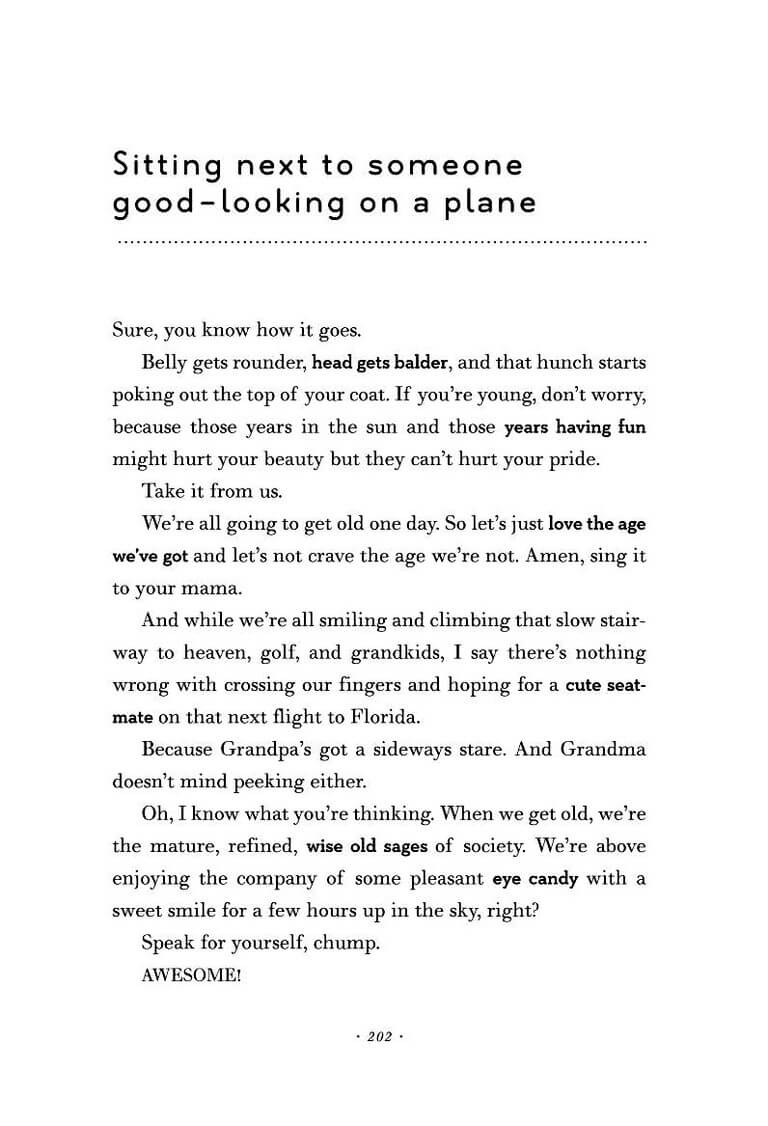 Sitting next to someone
good-looking on a plane
Sure, you know how it goes.
Belly gets rounder, head gets balder, and that hunch starts
poking out the top of your coat. If you’re young, don’t worry,
because those years in the sun and those years having fun
might hurt your beauty but they can’t hurt your pride.
Take it from us.
We’re all going to get old one day. So let’s just love the age
we’ve got and let’s not crave the age we’re not. Amen, sing it
to your mama.
And while we’re all smiling and climbing that slow stair-
way to heaven, golf, and grandkids, I say there’s nothing
wrong with crossing our fingers and hoping for a cute seat-
mate on that next flight to Florida.
Because Grandpa’s got a sideways stare. And Grandma
doesn’t mind peeking either.
Oh, I know what you’re thinking. When we get old, we’re
the mature, refined, wise old sages of society. We’re above
enjoying the company of some pleasant eye candy with a
sweet smile for a few hours up in the sky, right?
Speak for yourself, chump.
AWESOME!
· 202 ·